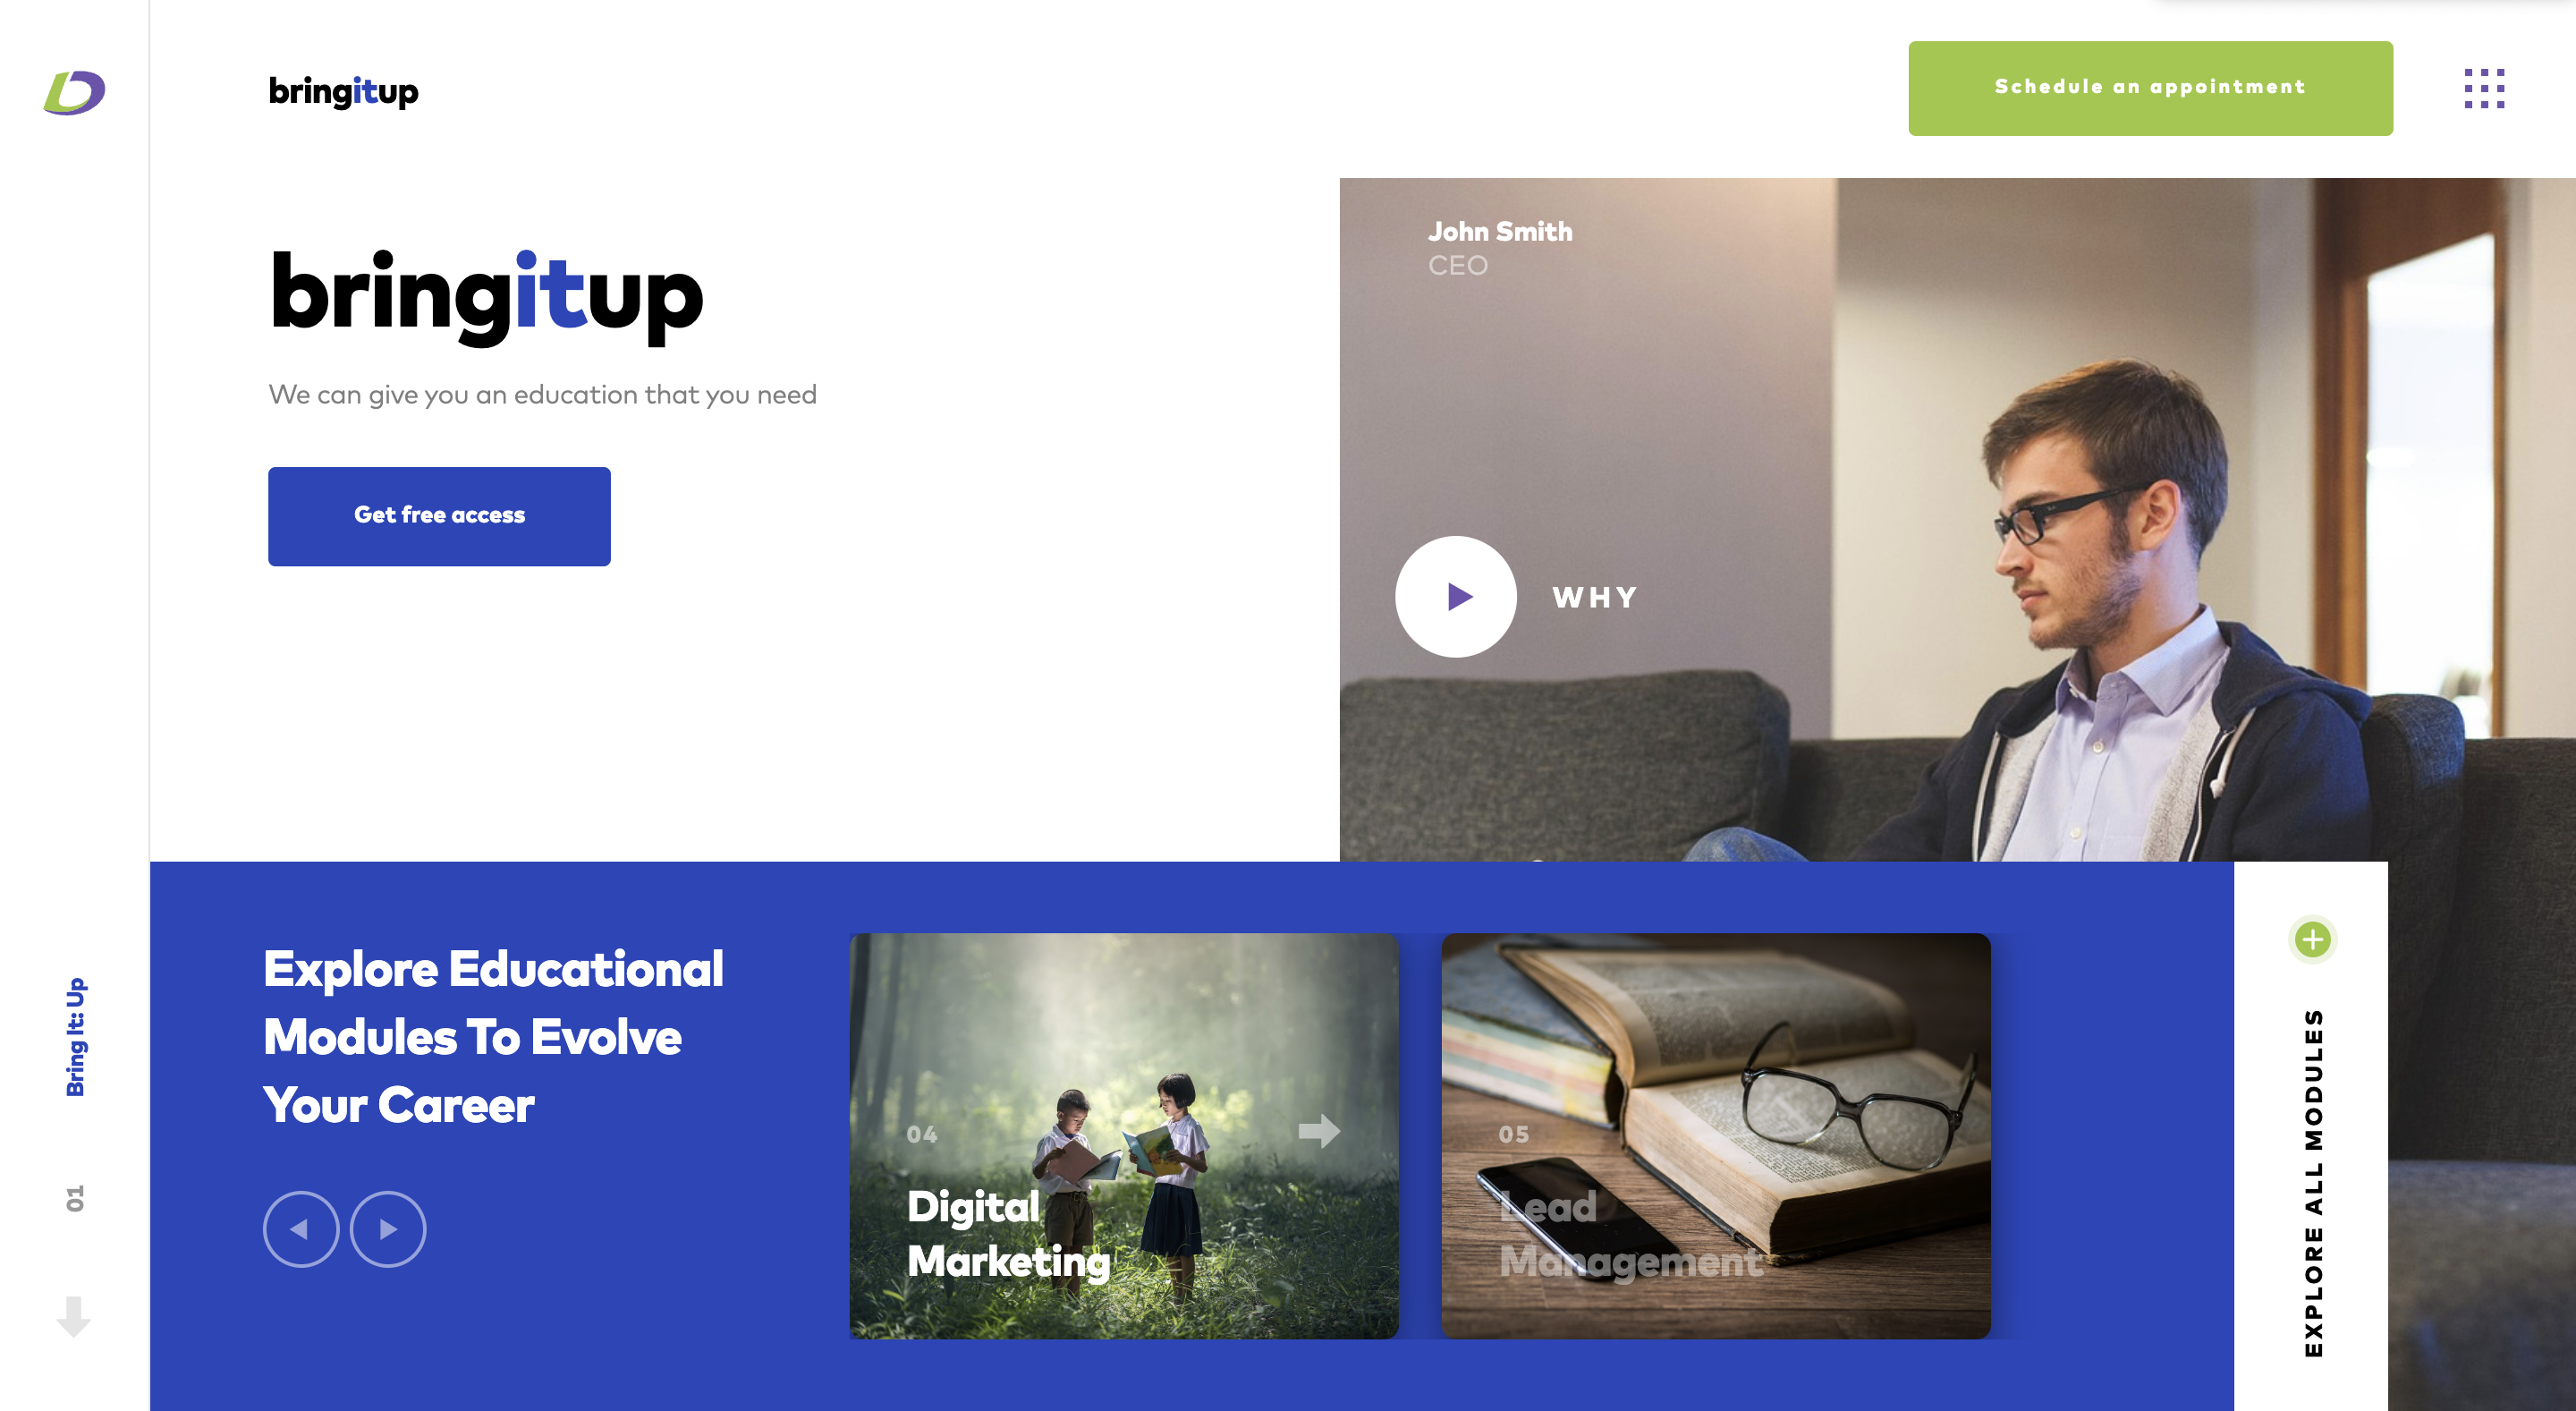 bringitup
Schedule an appointment
bringitup
We can give you an education that you need
Get free access
John Smith
CEO
WHY
Explore Educational
Modules To Evolve
Your Career
04
Digital
Marketing
05
Lead
Management
EXPLORE ALL MODULES
Bring It: Up
01